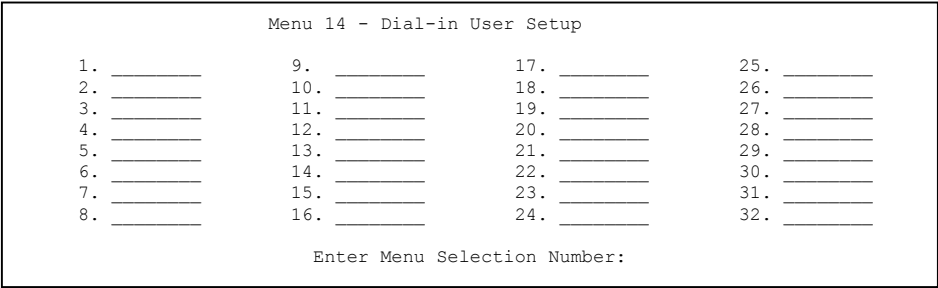 Menu 14 - Dial-in User Setup
1. ________ 9. ________ 17. ________ 25. ________
2. ________ 10. ________ 18. ________ 26. ________
3. ________ 11. ________ 19. ________ 27. ________
4. ________ 12. ________ 20. ________ 28. ________
5. ________ 13. ________ 21. ________ 29. ________
6. ________ 14. ________ 22. ________ 30. ________
7. ________ 15. ________ 23. ________ 31. ________
8. ________ 16. ________ 24. ________ 32. ________
Enter Menu Selection Number: